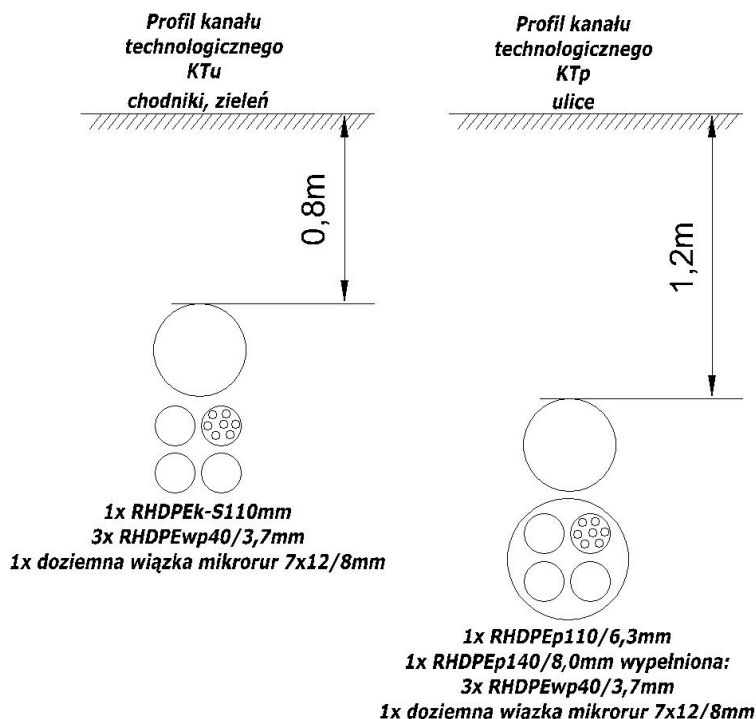 Profil kanału
technologicznego
KTu
chodniki, zieleń
0,8m
1x RHDPEk-S110mm
3x RHDPEwp40/3,7mm
1x doziemna wiązka mikrorur 7x12/8mm
Profil kanału
technologicznego
KTp
ulice
1,2m
1x RHDPEp110/6,3mm
1x RHDPEp140/8,0mm wypełniona:
3x RHDPEwp40/3,7mm
1x doziemna wiązka mikrorur 7x12/8mm